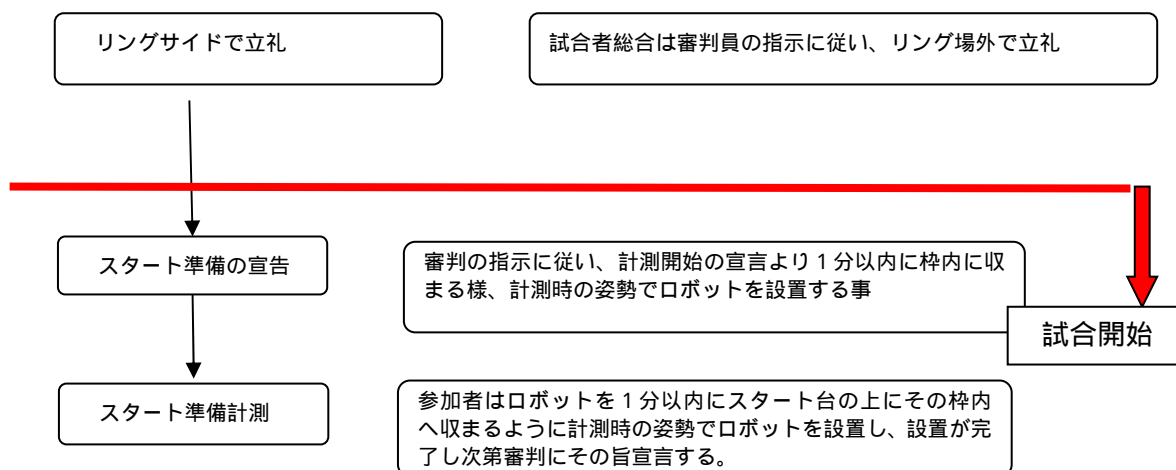 リングサイドで立礼
試合者総合は審判員の指示に従い、リング場外で立礼
スタート準備の宣告
審判の指示に従い、計測開始の宣言より1分以内に枠内に収
まる様、計測時の姿勢でロボットを設置する事
試合開始
スタート準備計測
参加者はロボットを1分以内にスタート台の上にその枠内
へ収まるように計測時の姿勢でロボットを設置し、設置が完
了し次第審判にその旨宣言する。